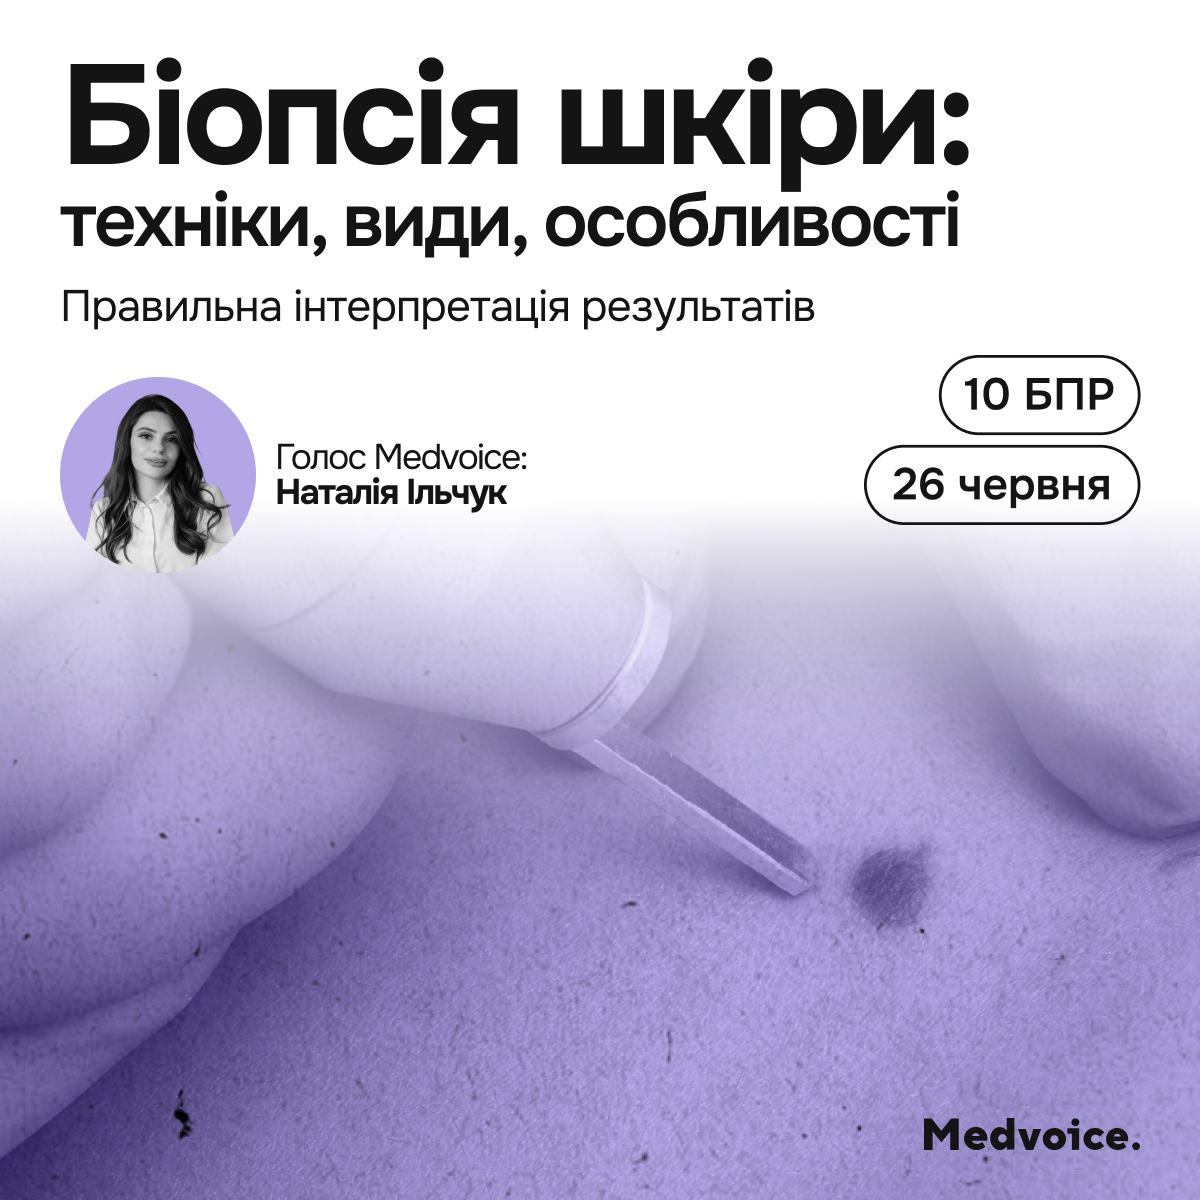 Біопсія шкіри:
техніки, види, особливості
Правильна інтерпретація результатів
10 БПР
26 червня
Голос Medvoice:
Наталія Ільчук
Medvoice.